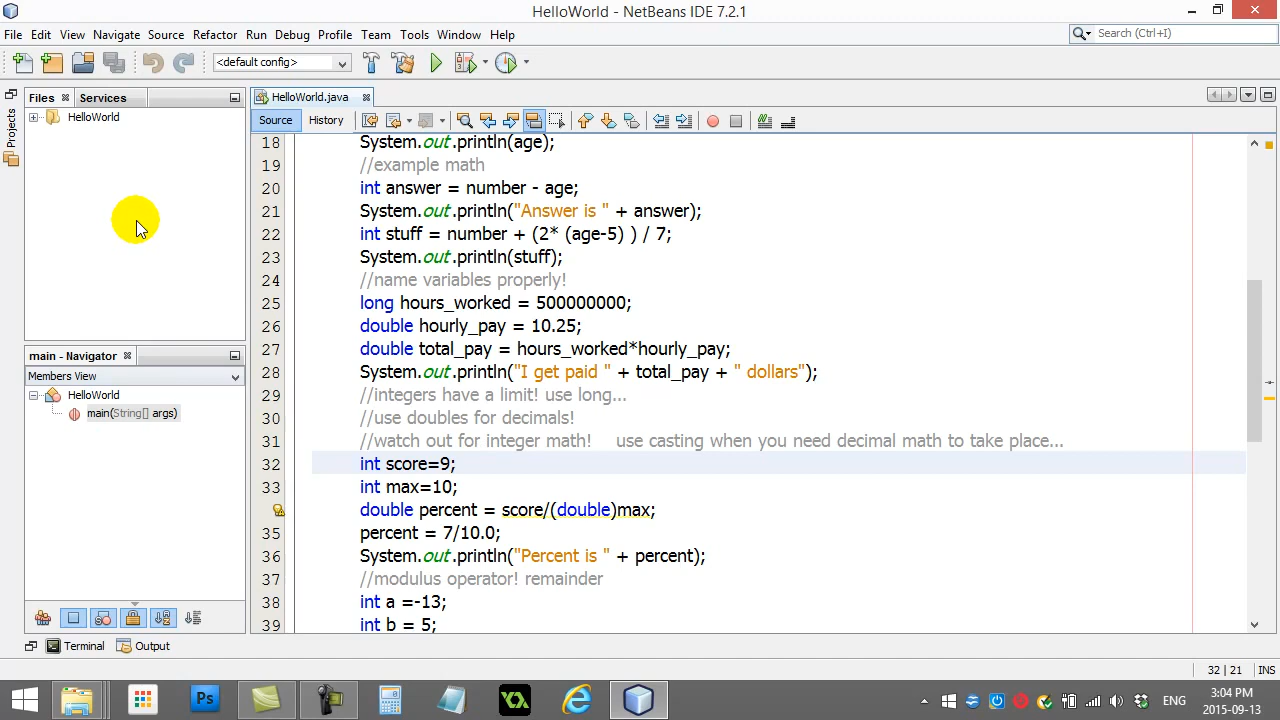 HelloWorld - NetBeans IDE 7.2.1
File Edit View Navigate Source Refactor Run Debug Profile Team Tools Window Help
Search (Ctrl+I)
<default config>
Projects
Files Services
HelloWorld
HelloWorld.java
Source History
18 System.out.println(age);
19 //example math
20 int answer = number - age;
21 System.out.println("Answer is " + answer);
22 int stuff = number + (2* (age-5) ) / 7;
23 System.out.println(stuff);
24 //name variables properly!
25 long hours_worked = 500000000;
26 double hourly_pay = 10.25;
27 double total_pay = hours_worked*hourly_pay;
28 System.out.println("I get paid " + total_pay + " dollars");
29 //integers have a limit! use long...
30 //use doubles for decimals!
31 //watch out for integer math! use casting when you need decimal math to take place...
32 int score=9;
33 int max=10;
double percent = score/(double)max;
35 percent = 7/10.0;
36 System.out.println("Percent is " + percent);
37 //modulus operator! remainder
38 int a =-13;
39 int b = 5;
main - Navigator
Members View
HelloWorld
main(String[] args)
Terminal Output
32 | 21 INS
Ps
ENG
3:04 PM
2015-09-13